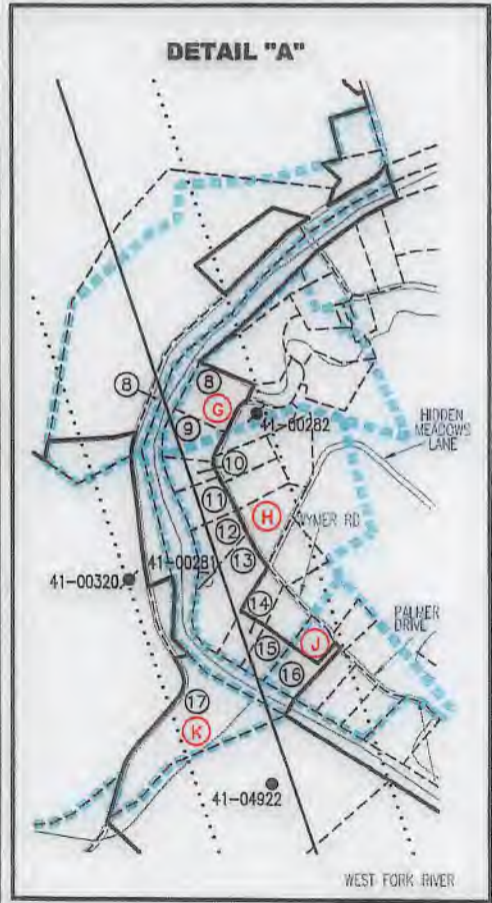 DETAIL "A"
8
8
G
9
41-00282
HIDDEN
MEADOWS
LANE
10
11
H
WYMER RD
12
13
41-00281
41-00320
14
PALMER
DRIVE
15
J
16
17
K
41-04922
WEST FORK RIVER